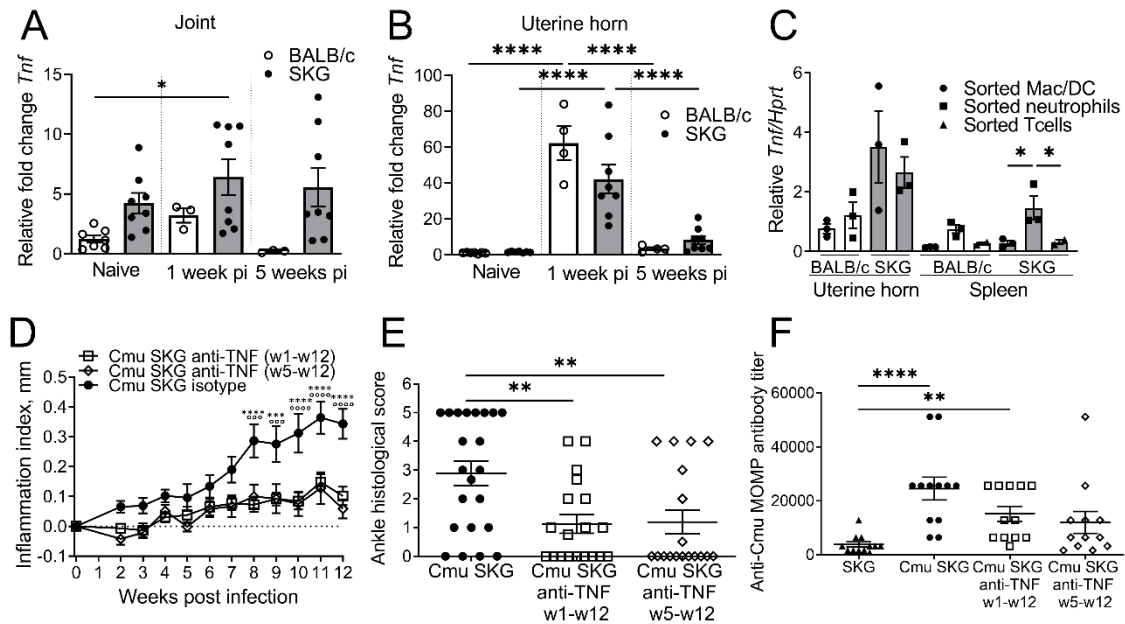 A
Joint
BALB/c
SKG
*
Relative fold change Tnf
15
10
5
0
Naive
1 week pi
5 weeks pi
B
Uterine horn
**** ****
**** ****
BALB/c
SKG
Relative fold change Tnf
100
80
60
40
20
0
Naive
1 week pi
5 weeks pi
C
Sorted Mac/DC
Sorted neutrophils
Sorted Tcells
* *
Relative Tnf/Hprt
6
4
2
0
BALB/c SKG BALB/c SKG
Uterine horn Spleen
D
Cmu SKG anti-TNF (w1-w12)
Cmu SKG anti-TNF (w5-w12)
Cmu SKG isotype
Inflammation index, mm
0.5
0.4
0.3
0.2
0.1
0.0
-0.1
**** *** **** **** ****
0 1 2 3 4 5 6 7 8 9 10 11 12
Weeks post infection
E
**
**
Ankle histological score
6
5
4
3
2
1
0
Cmu SKG
Cmu SKG
anti-TNF
w1-w12
Cmu SKG
anti-TNF
w5-w12
F
****
**
Anti-Cmu MOMP antibody titer
60000
40000
20000
0
SKG
Cmu SKG
Cmu SKG
anti-TNF
w1-w12
Cmu SKG
anti-TNF
w5-w12